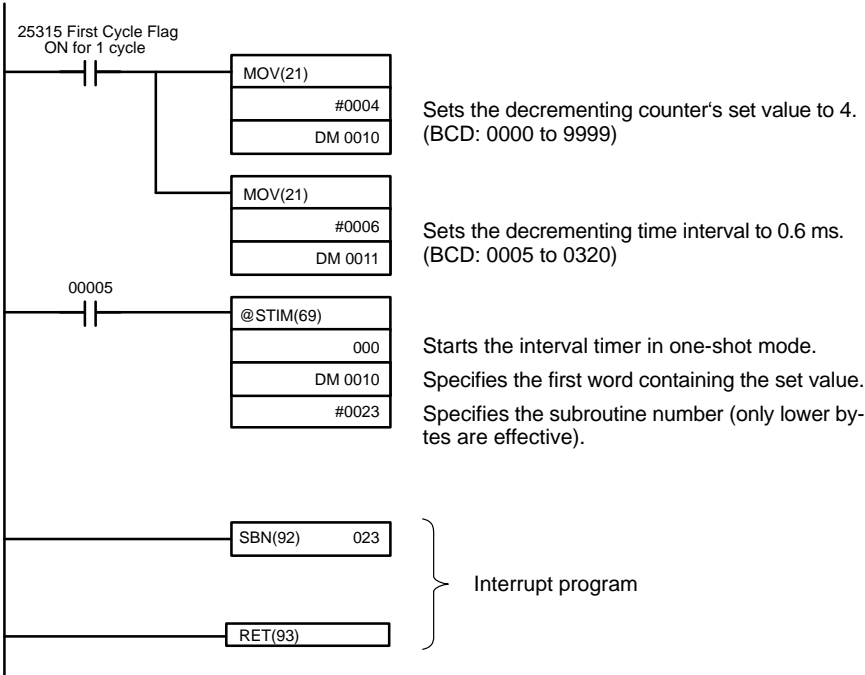 25315 First Cycle Flag
ON for 1 cycle
MOV(21)
#0004
DM 0010
Sets the decrementing counter‘s set value to 4.
(BCD: 0000 to 9999)
MOV(21)
#0006
DM 0011
Sets the decrementing time interval to 0.6 ms.
(BCD: 0005 to 0320)
00005
@STIM(69)
000
Starts the interval timer in one-shot mode.
DM 0010
Specifies the first word containing the set value.
#0023
Specifies the subroutine number (only lower by-
tes are effective).
SBN(92) 023
Interrupt program
RET(93)